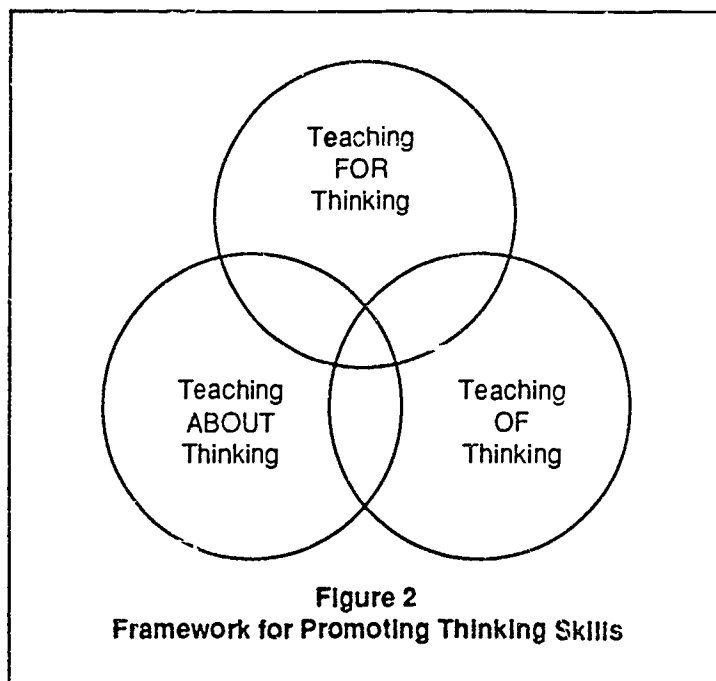 Teaching
FOR
Thinking
Teaching
ABOUT
Thinking
Teaching
OF
Thinking
Figure 2
Framework for Promoting Thinking Skills